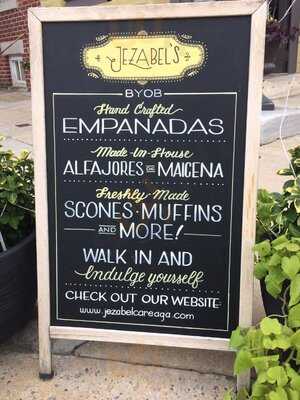 JEZABEL'S
BYOB
Hand Crafted
EMPANADAS
Made-In-House
ALFAJORES DE MAICENA
Freshly-Made
SCONES·MUFFINS
AND MORE!
WALK IN AND
Indulge yourself
CHECK OUT OUR WEBSITE
www.jezabelcareaga.com